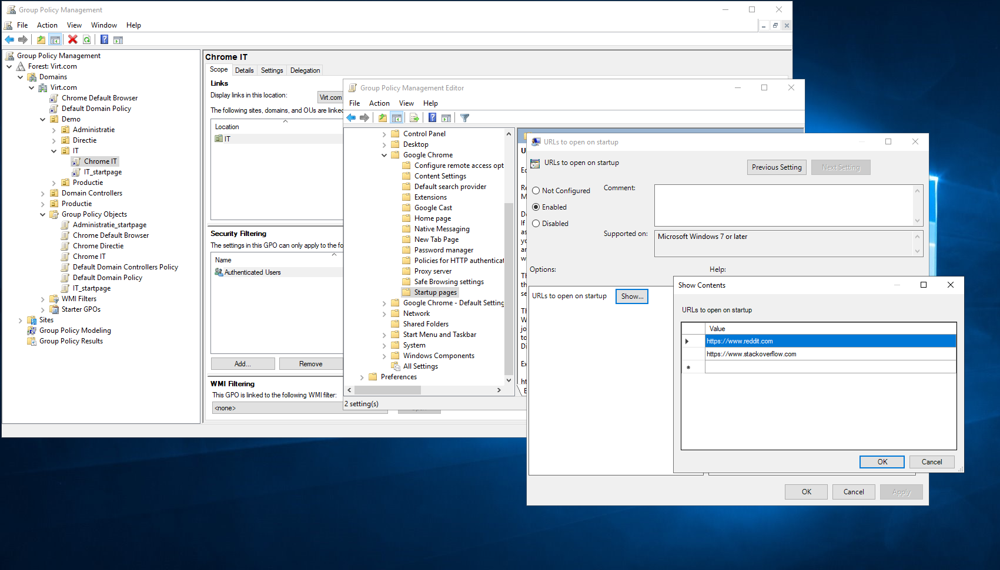 Group Policy Management
File Action View Window Help
Group Policy Management
Forest: Virt.com
Domains
Virt.com
Chrome Default Browser
Default Domain Policy
Demo
Administratie
Directie
IT
Chrome IT
IT_startpage
Productie
Domain Controllers
Productie
Group Policy Objects
Administratie_startpage
Chrome Default Browser
Chrome Directie
Chrome IT
Default Domain Controllers Policy
Default Domain Policy
IT_startpage
WMI Filters
Starter GPOs
Sites
Group Policy Modeling
Group Policy Results
Chrome IT
Scope Details Settings Delegation
Links
Display links in this location:
Virt.com
The following sites, domains, and OUs are linked
Location
IT
Security Filtering
The settings in this GPO can only apply to the fo
Name
Authenticated Users
Add... Remove
WMI Filtering
This GPO is linked to the following WMI filter:
<none>
Group Policy Management Editor
File Action View Help
Control Panel
Desktop
Google Chrome
Configure remote access opt
Content Settings
Default search provider
Extensions
Google Cast
Home page
Native Messaging
New Tab Page
Password manager
Policies for HTTP authenticat
Proxy server
Safe Browsing settings
Startup pages
Google Chrome - Default Setting
Network
Shared Folders
Start Menu and Taskbar
System
Windows Components
All Settings
Preferences
2 setting(s)
URLs to open on startup
URLs to open on startup
Previous Setting Next Setting
Not Configured
Enabled
Disabled
Comment:
Supported on:
Microsoft Windows 7 or later
Options:
Help:
URLs to open on startup Show...
Show Contents
URLs to open on startup
Value
https://www.reddit.com
https://www.stackoverflow.com
OK Cancel
OK Cancel Apply